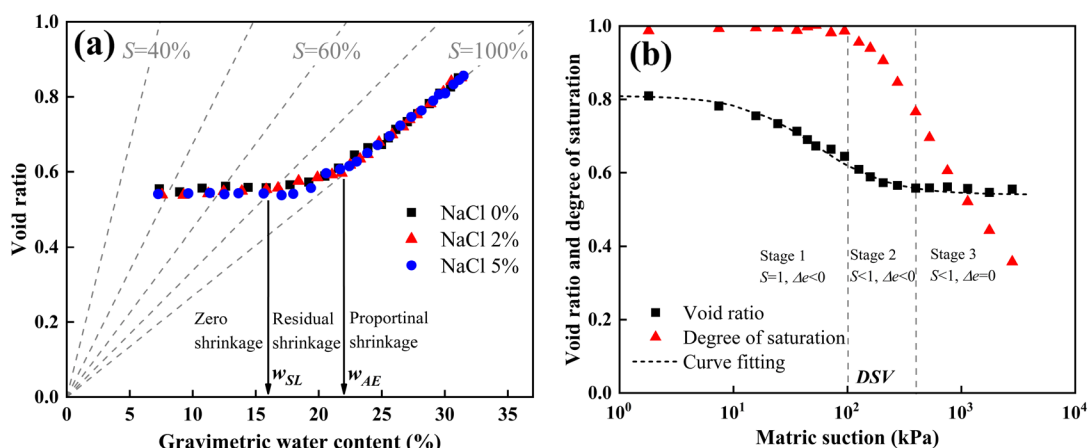 (a)
S=40%
S=60%
S=100%
1.0
0.8
0.6
0.4
0.2
0.0
Void ratio
NaCl 0%
NaCl 2%
NaCl 5%
Zero
shrinkage
Residual
shrinkage
Proportinal
shrinkage
wSL
wAE
0 5 10 15 20 25 30 35
Gravimetric water content (%)
(b)
1.0
0.8
0.6
0.4
0.2
0.0
Void ratio and degree of saturation
Stage 1
S=1, Δe<0
Stage 2
S<1, Δe<0
Stage 3
S<1, Δe=0
Void ratio
Degree of saturation
Curve fitting
DSV
10⁰ 10¹ 10² 10³ 10⁴
Matric suction (kPa)